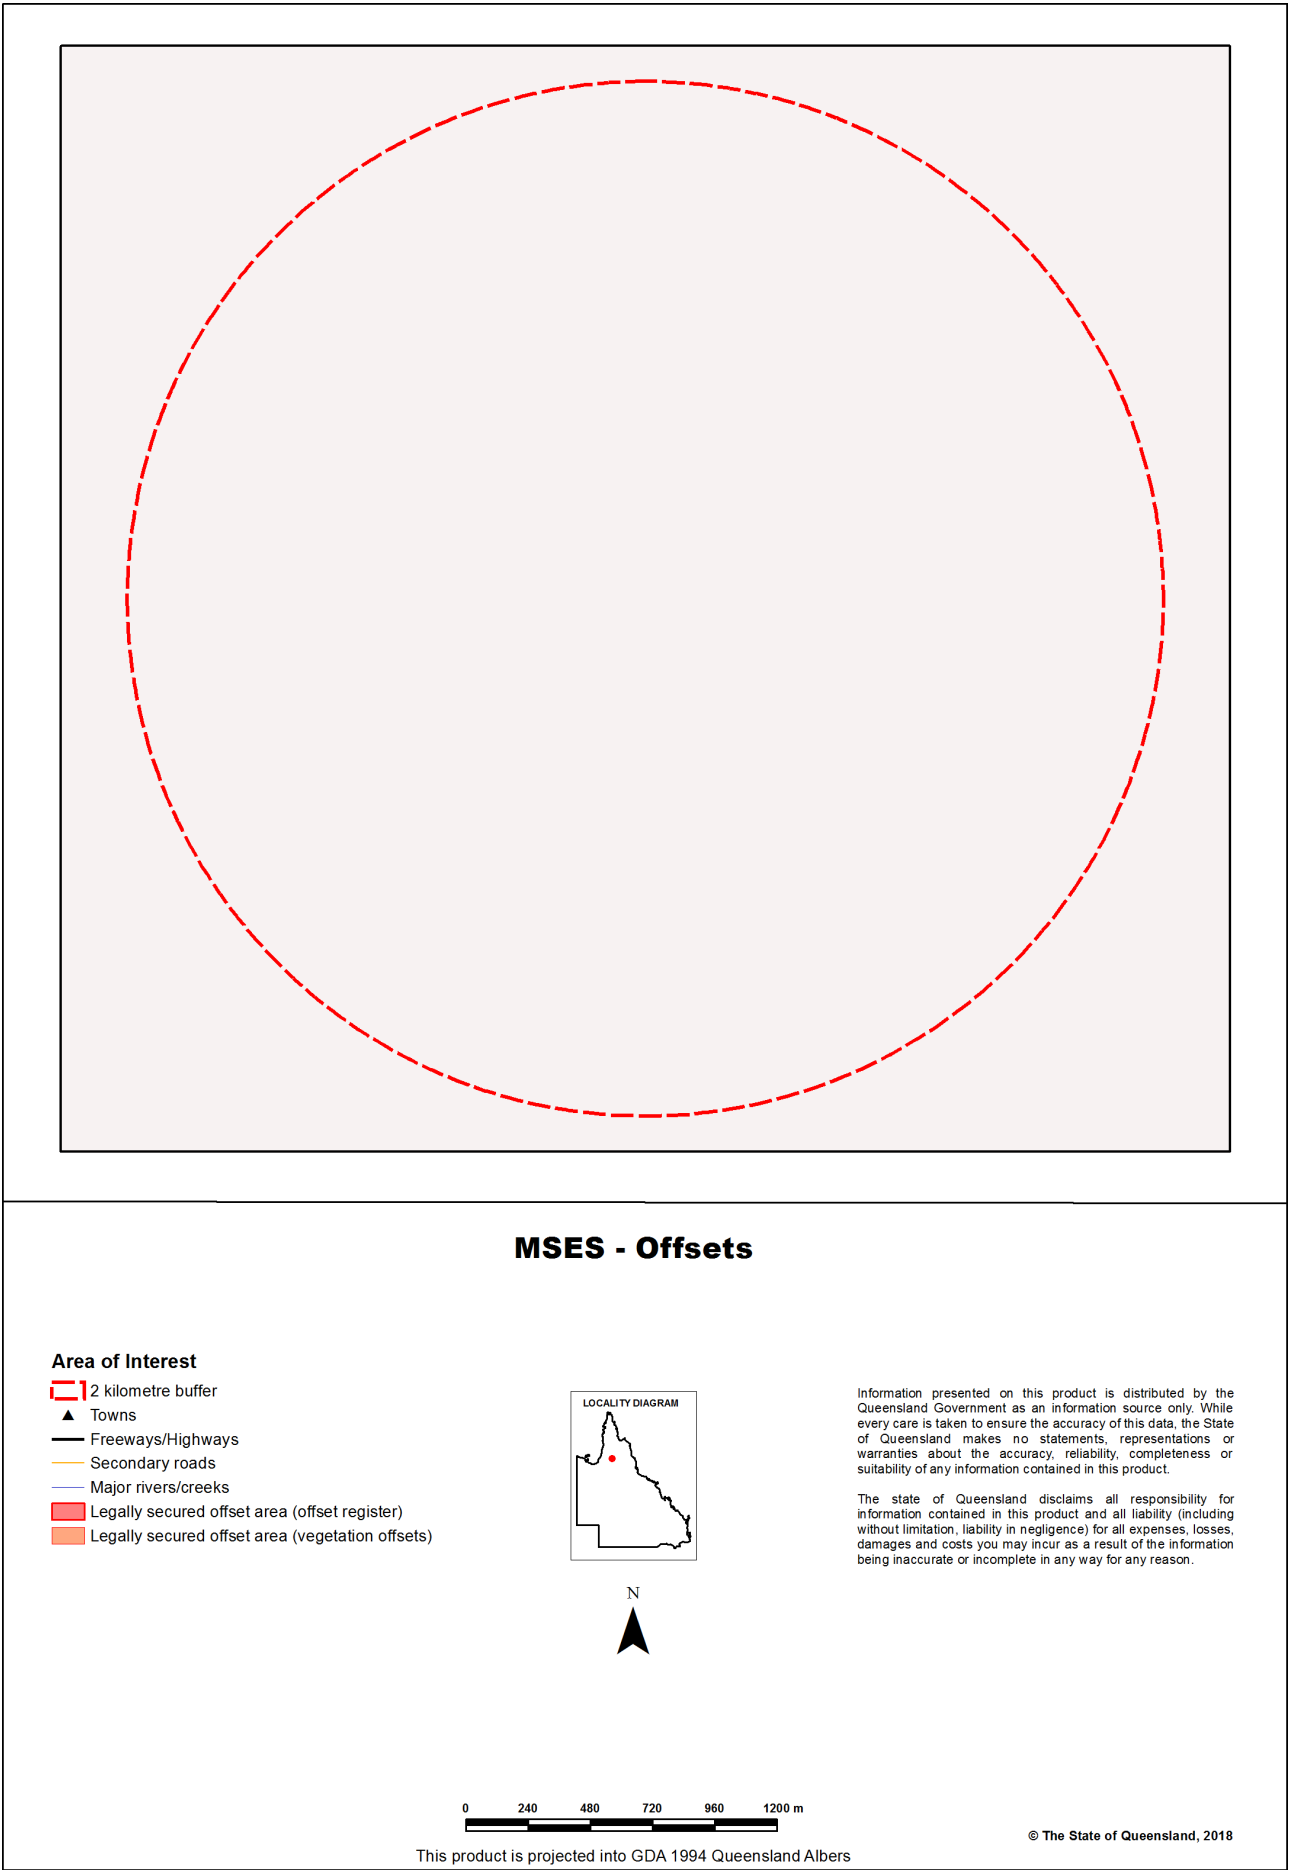 MSES - Offsets
Area of Interest
2 kilometre buffer
Towns
Freeways/Highways
Secondary roads
Major rivers/creeks
Legally secured offset area (offset register)
Legally secured offset area (vegetation offsets)
LOCALITY DIAGRAM
N
Information presented on this product is distributed by the
Queensland Government as an information source only. While
every care is taken to ensure the accuracy of this data, the State
of Queensland makes no statements, representations or
warranties about the accuracy, reliability, completeness or
suitability of any information contained in this product.
The state of Queensland disclaims all responsibility for
information contained in this product and all liability (including
without limitation, liability in negligence) for all expenses, losses,
damages and costs you may incur as a result of the information
being inaccurate or incomplete in any way for any reason.
0 240 480 720 960 1200 m
© The State of Queensland, 2018
This product is projected into GDA 1994 Queensland Albers